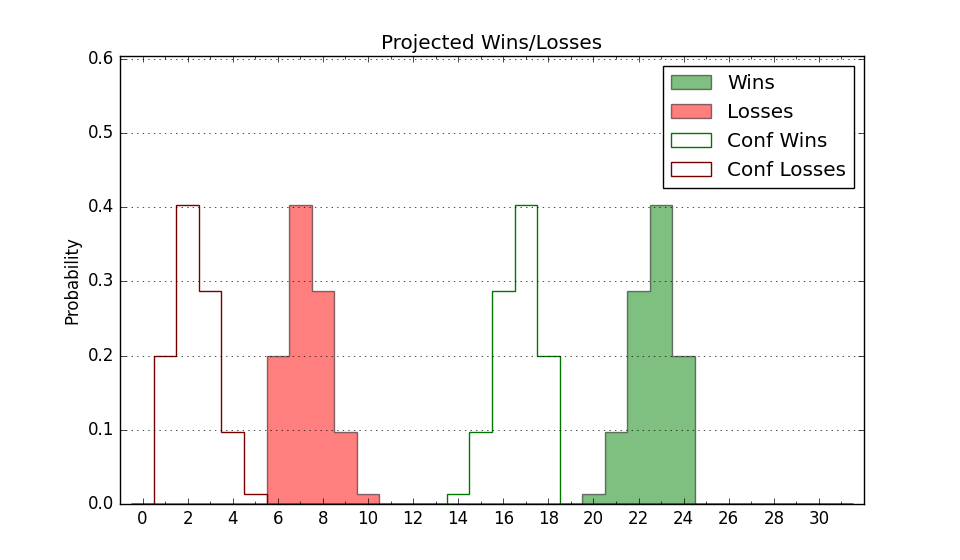 Projected Wins/Losses
0.6
0.5
0.4
0.3
0.2
0.1
0.0
Probability
Wins
Losses
Conf Wins
Conf Losses
0 2 4 6 8 10 12 14 16 18 20 22 24 26 28 30